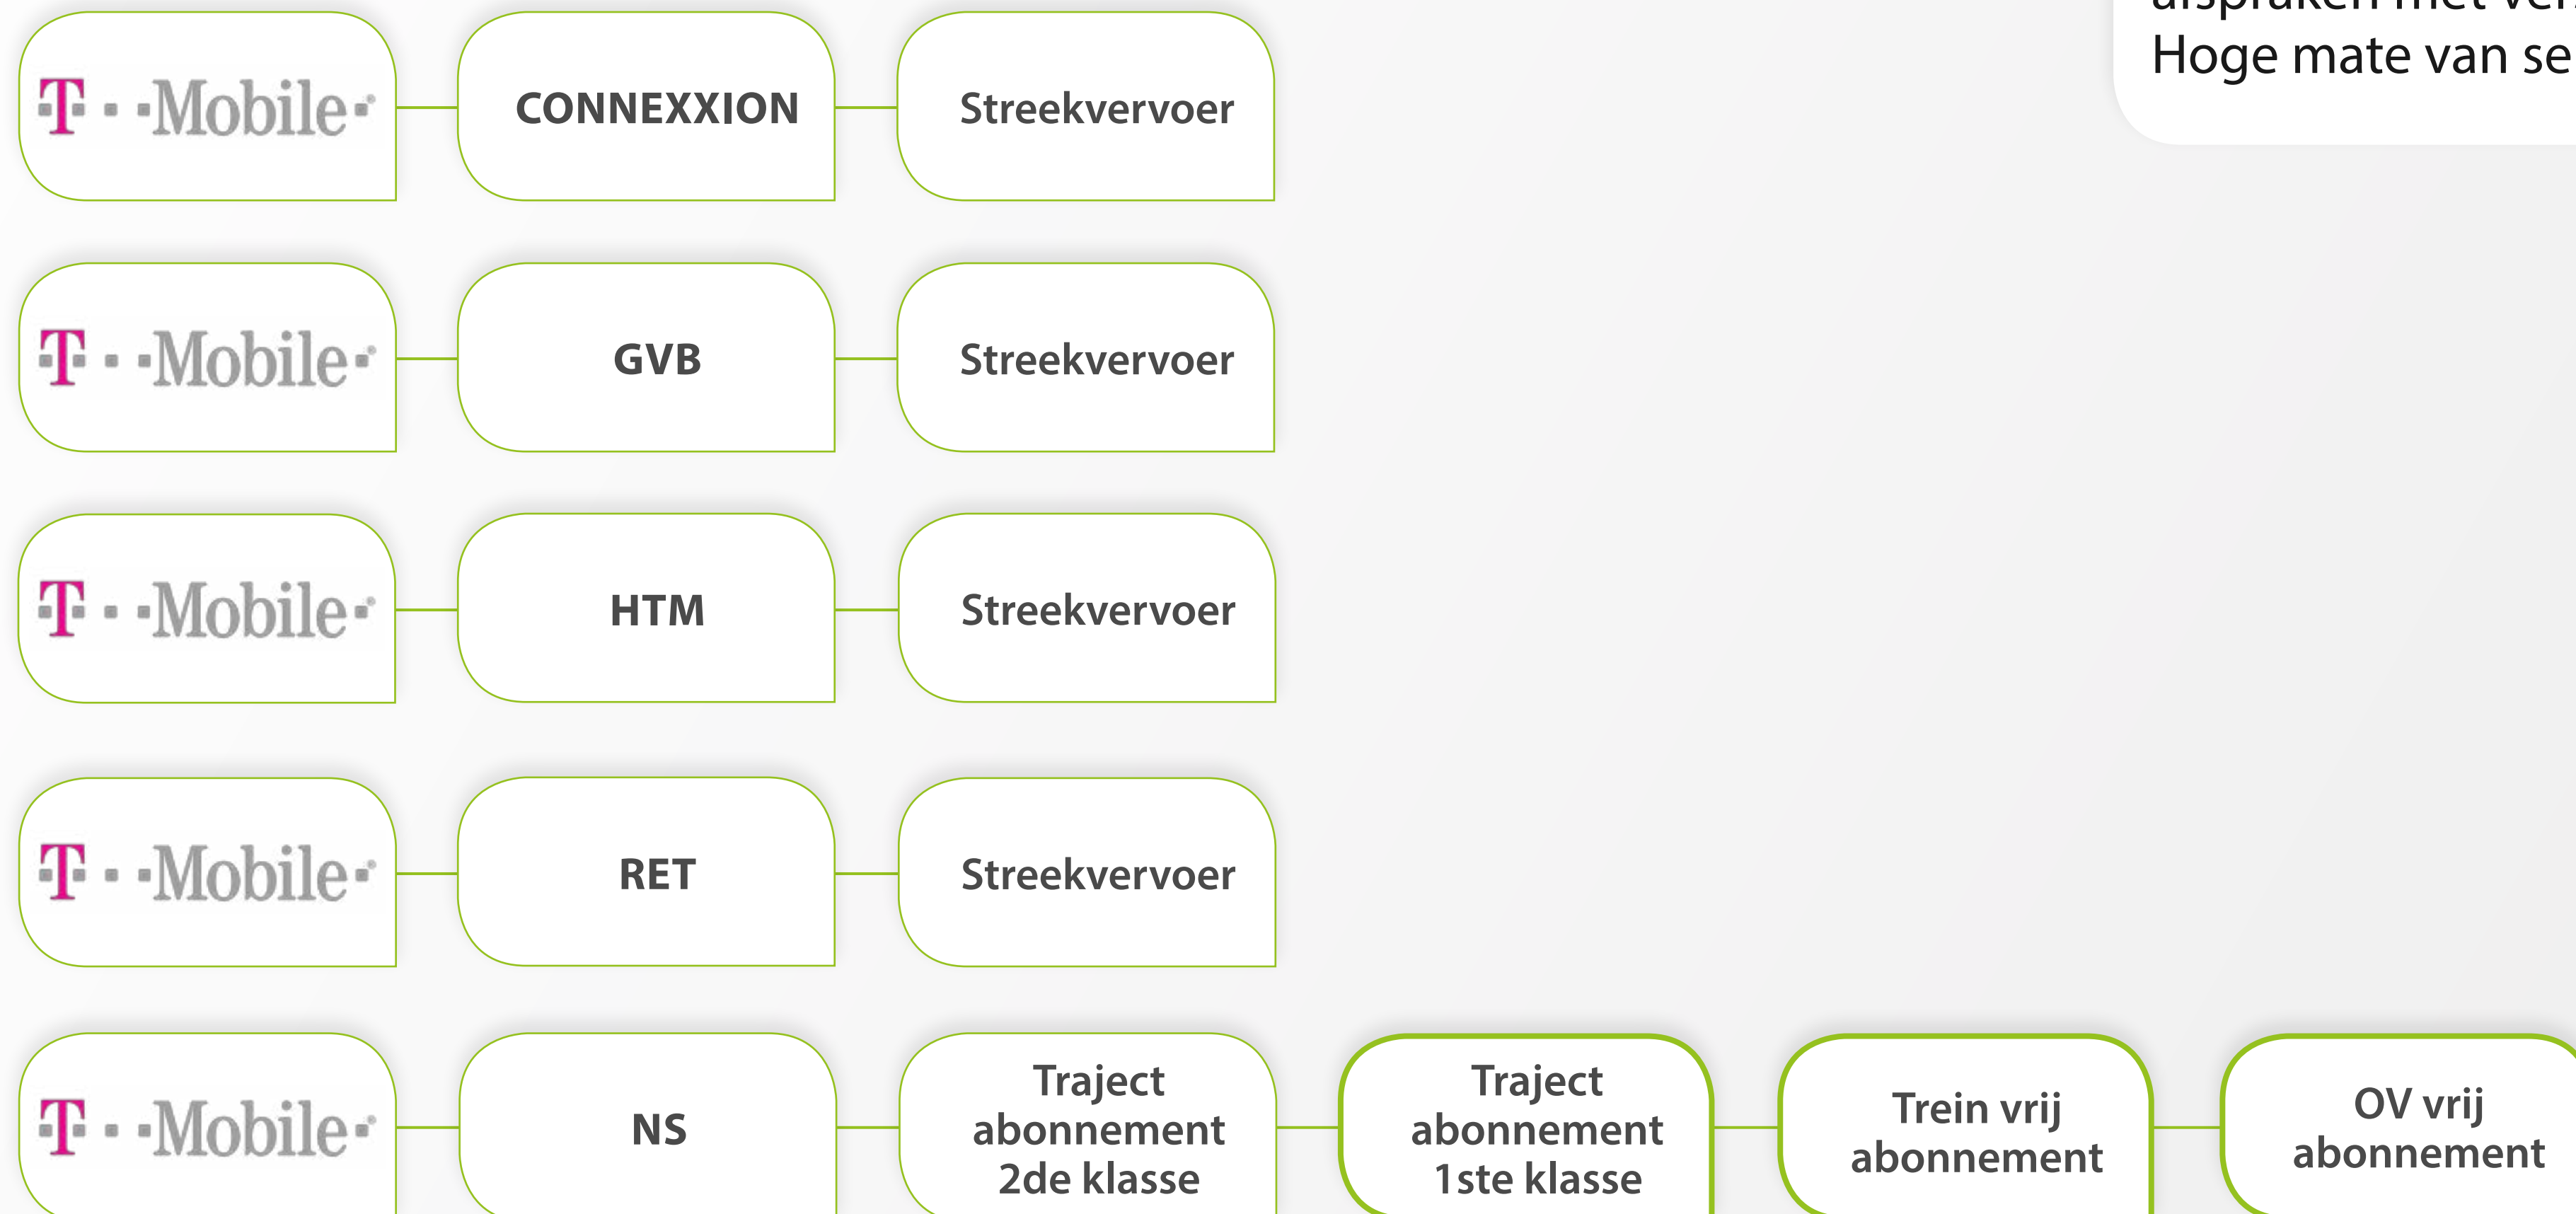 Hoge mate van se
T··Mobile·®
CONNEXXION
Streekvervoer
T··Mobile·®
GVB
Streekvervoer
T··Mobile·®
HTM
Streekvervoer
T··Mobile·®
RET
Streekvervoer
T··Mobile·®
NS
Traject
abonnement
2de klasse
Traject
abonnement
1ste klasse
Trein vrij
abonnement
OV vrij
abonnement